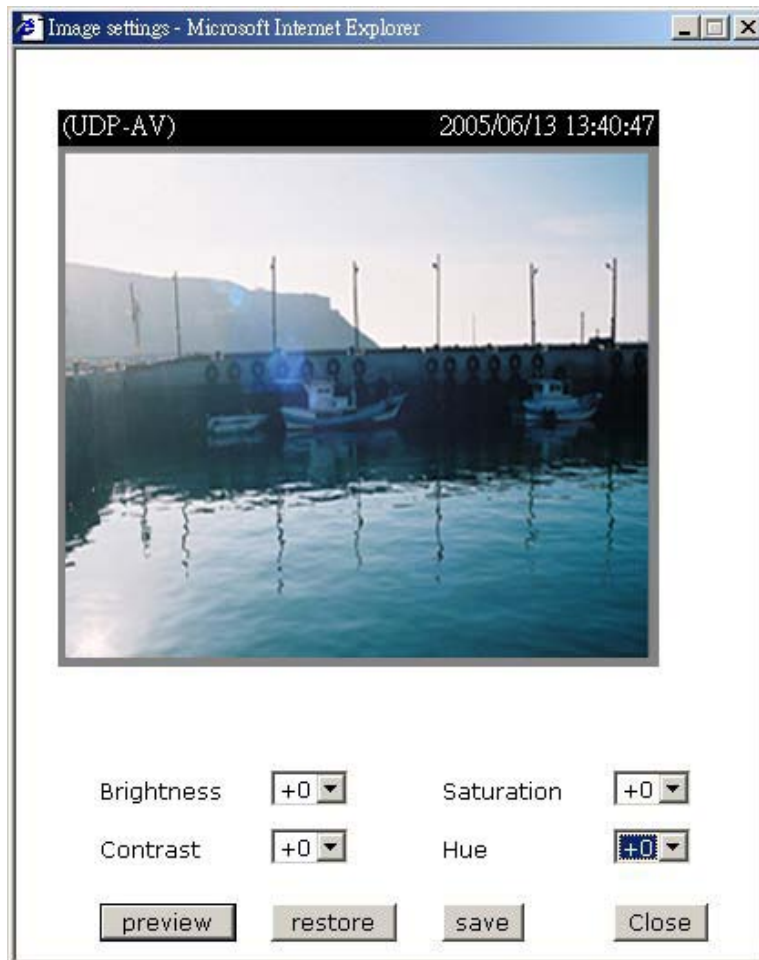 Image settings - Microsoft Internet Explorer
(UDP-AV) 2005/06/13 13:40:47
Brightness +0 Saturation +0
Contrast +0 Hue +0
preview restore save Close